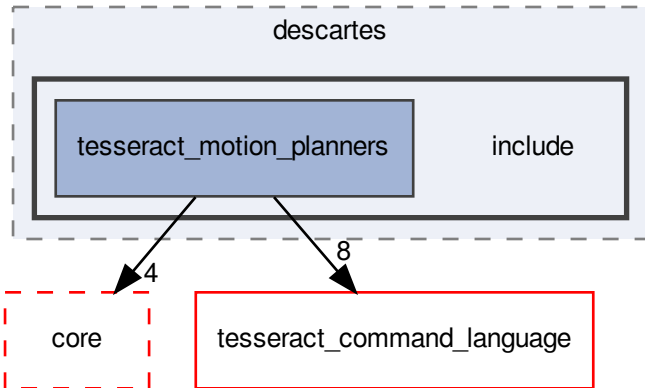 descartes
tesseract_motion_planners
include
4
8
core
tesseract_command_language